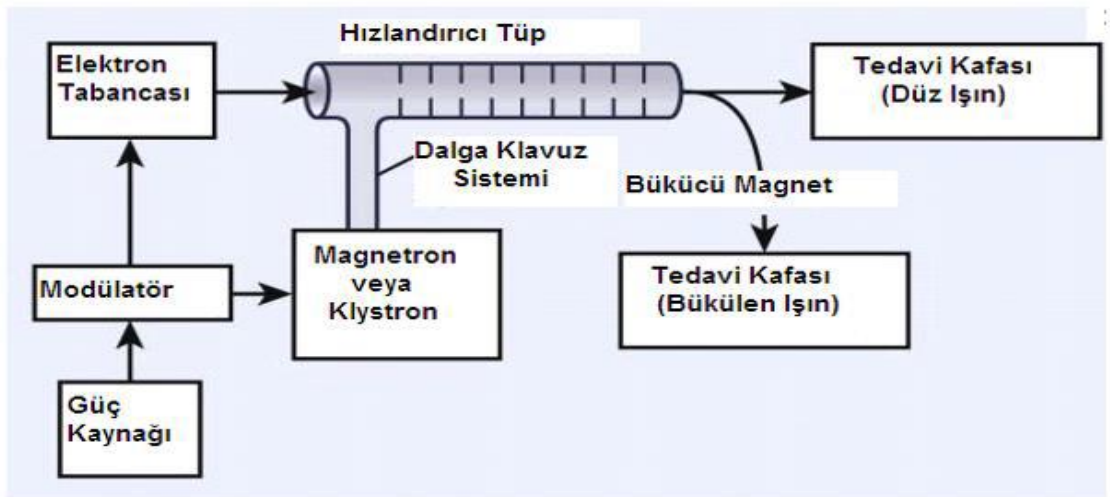 Hızlandırıcı Tüp
Elektron
Tabancası
Tedavi Kafası
(Düz Işın)
Dalga Klavuz
Sistemi
Bükücü Magnet
Magnetron
veya
Klystron
Tedavi Kafası
(Bükülen Işın)
Modülatör
Güç
Kaynağı